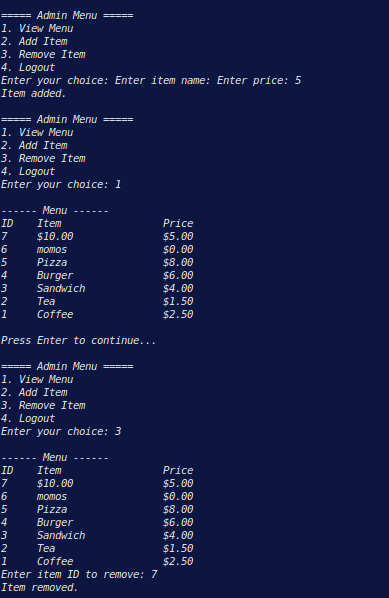 ===== Admin Menu =====
1. View Menu
2. Add Item
3. Remove Item
4. Logout
Enter your choice: Enter item name: Enter price: 5
Item added.

===== Admin Menu =====
1. View Menu
2. Add Item
3. Remove Item
4. Logout
Enter your choice: 1

------ Menu ------
ID    Item                 Price
7     $10.00               $5.00
6     momos                $0.00
5     Pizza                $8.00
4     Burger               $6.00
3     Sandwich             $4.00
2     Tea                  $1.50
1     Coffee               $2.50

Press Enter to continue...

===== Admin Menu =====
1. View Menu
2. Add Item
3. Remove Item
4. Logout
Enter your choice: 3

------ Menu ------
ID    Item                 Price
7     $10.00               $5.00
6     momos                $0.00
5     Pizza                $8.00
4     Burger               $6.00
3     Sandwich             $4.00
2     Tea                  $1.50
1     Coffee               $2.50
Enter item ID to remove: 7
Item removed.